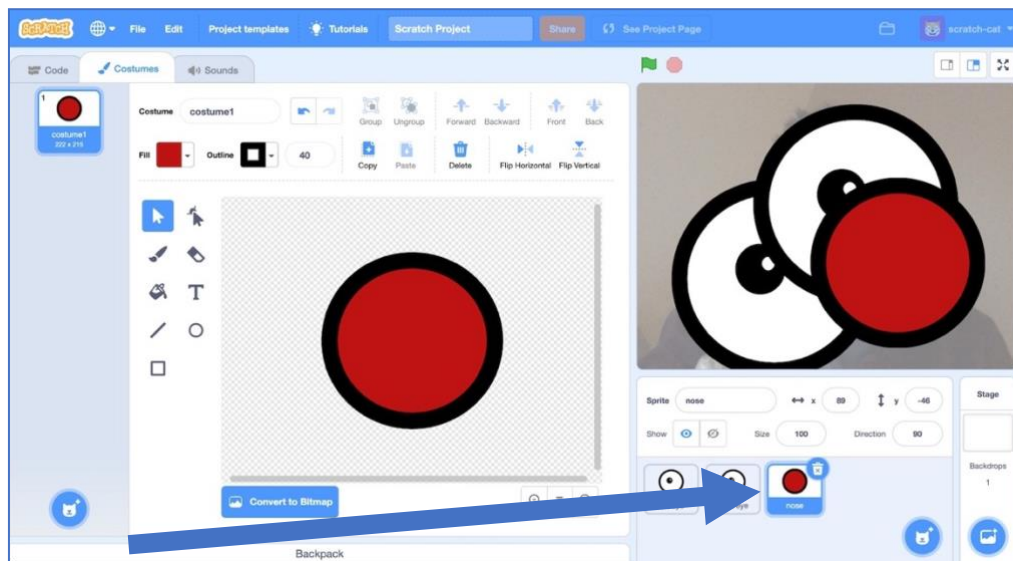 SCRATCH File Edit Project templates Tutorials Scratch Project Share See Project Page scratch-cat
Code Costumes Sounds
1
costume1
222 x 215
Costume costume1 Group Ungroup Forward Backward Front Back
Fill Outline 40 Copy Paste Delete Flip Horizontal Flip Vertical
T
Convert to Bitmap
Backpack
Sprite nose x 89 y -46
Show Size 100 Direction 90
nose
Stage
Backdrops
1